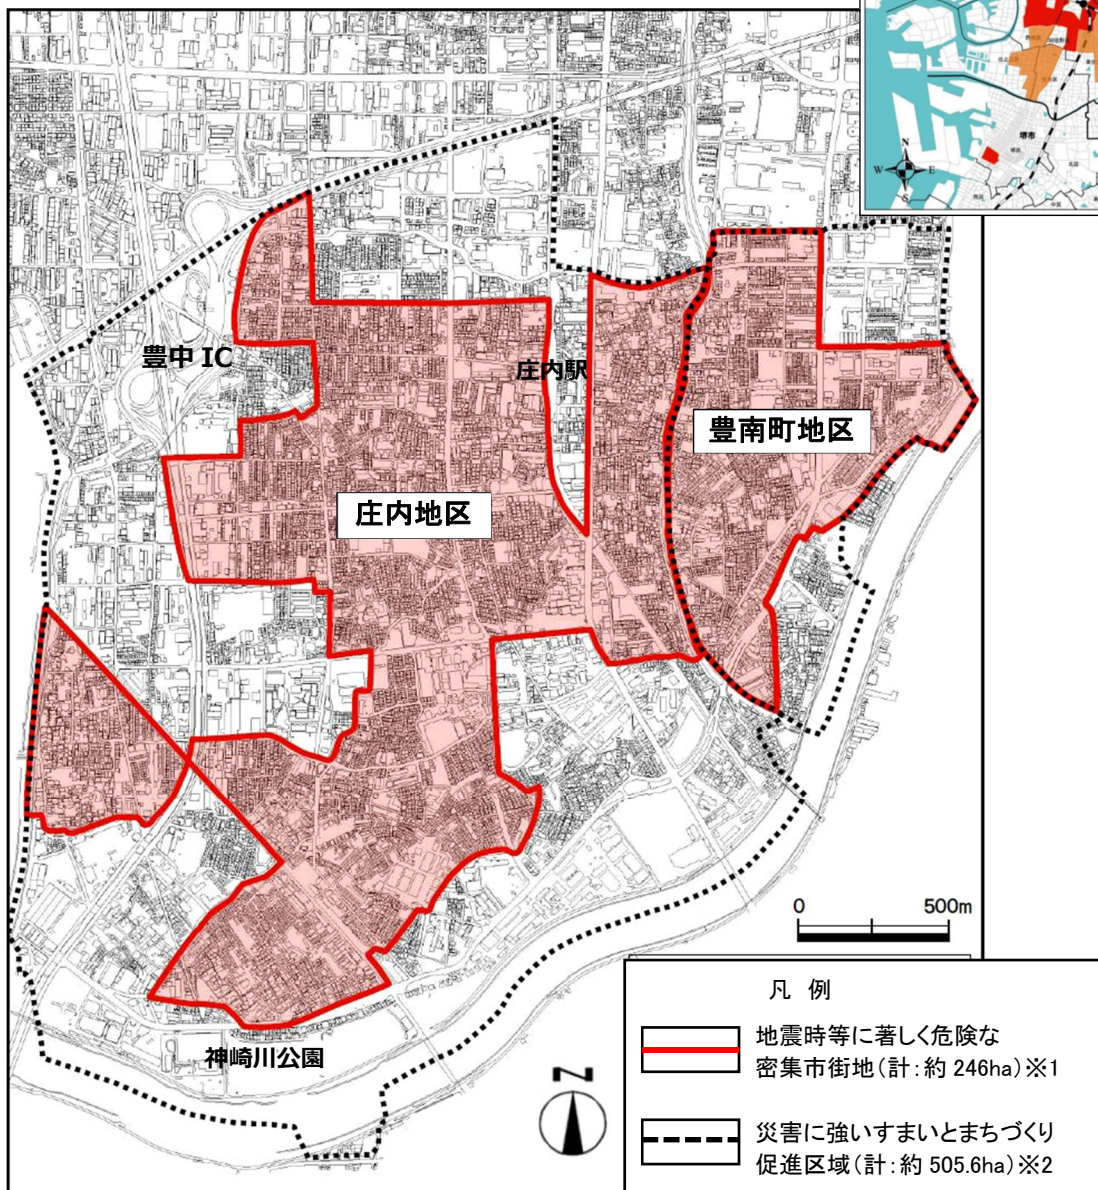 堺市
N
W
E
S
豊中 IC
庄内駅
豊南町地区
庄内地区
神崎川公園
0
500m
N
凡 例
地震時等に著しく危険な
密集市街地(計:約 246ha)※1
災害に強いすまいとまちづくり
促進区域(計:約 505.6ha)※2